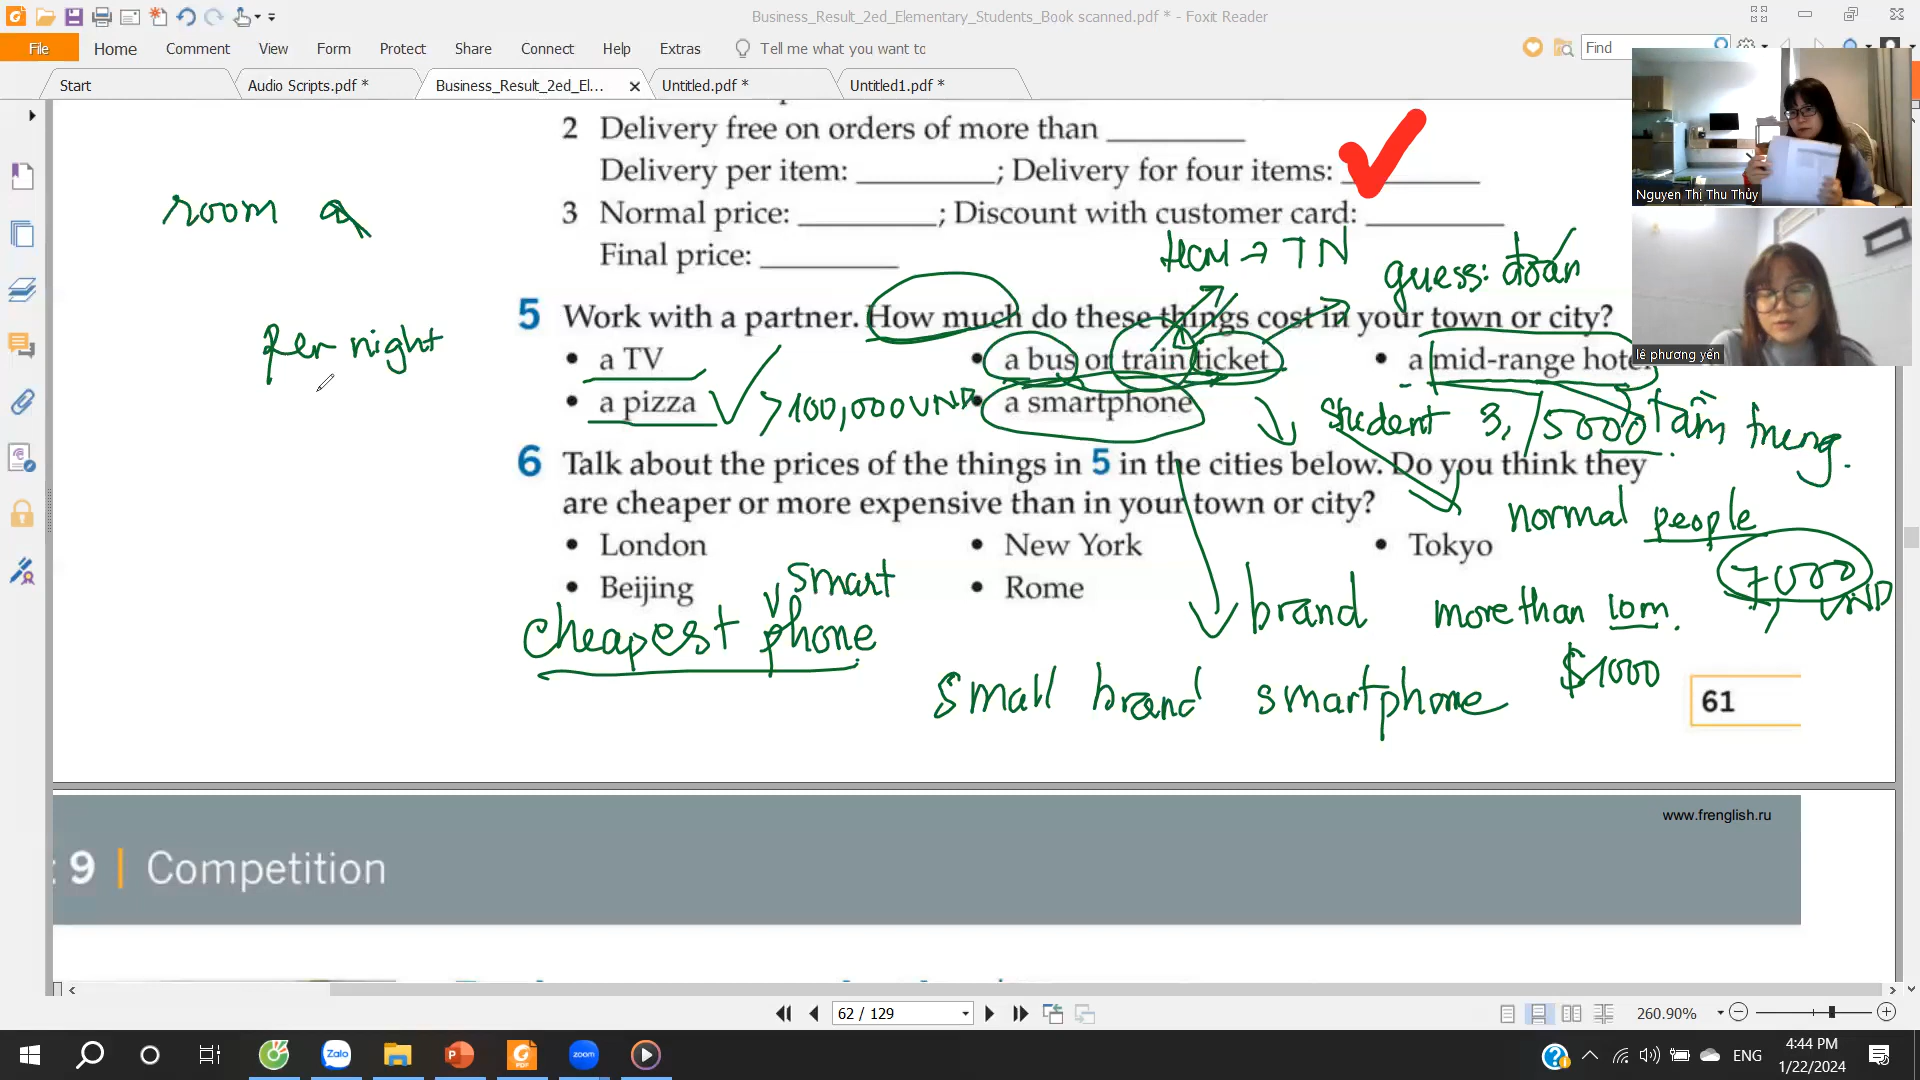 Business_Result_2ed_Elementary_Students_Book scanned.pdf * - Foxit Reader
File Home Comment View Form Protect Share Connect Help Extras Tell me what you want to Find
Start Audio Scripts.pdf * Business_Result_2ed_El... Untitled.pdf * Untitled1.pdf *
2 Delivery free on orders of more than
Delivery per item: ; Delivery for four items:
3 Normal price: ; Discount with customer card:
Final price:
room a
per night
HCM → TN
guess: đoán
5 Work with a partner. How much do these things cost in your town or city?
• a TV • a bus or train ticket • a mid-range hotel
• a pizza > 100,000 VND • a smartphone
student 3,
5000
tầm trung.
6 Talk about the prices of the things in 5 in the cities below. Do you think they
are cheaper or more expensive than in your town or city?
normal people
7,000 VND
• London • New York • Tokyo
• Beijing • Rome
smart
cheapest phone
brand more than 10m.
$1000
small brand smartphone
61
www.frenglish.ru
: 9 | Competition
Nguyen Thị Thu Thủy
lê phương yến
62 / 129
260.90%
Zalo
zoom
ENG
4:44 PM
1/22/2024